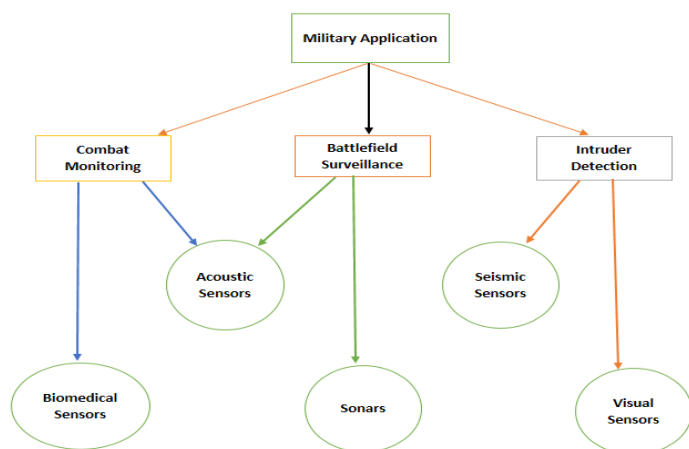 Military Application
Combat
Monitoring
Battlefield
Surveillance
Intruder
Detection
Acoustic
Sensors
Seismic
Sensors
Biomedical
Sensors
Sonars
Visual
Sensors